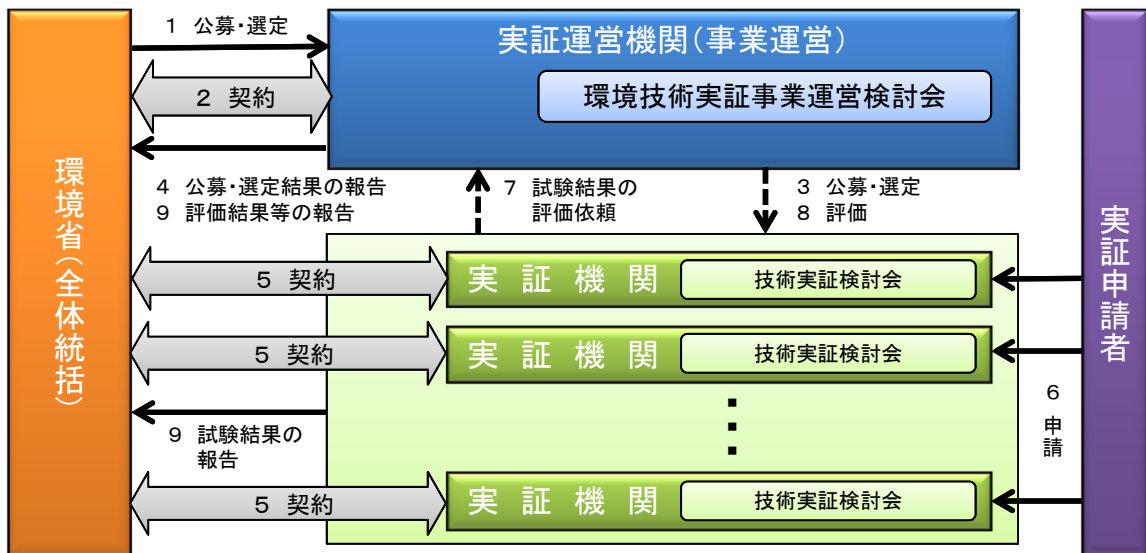 １ 公募・選定
実証運営機関（事業運営）
環境技術実証事業運営検討会
２ 契約
環境省（全体統括）
４ 公募・選定結果の報告
９ 評価結果等の報告
７ 試験結果の
評価依頼
３ 公募・選定
８ 評価
実証申請者
５ 契約
実証機関
技術実証検討会
５ 契約
実証機関
技術実証検討会
６ 申請
９ 試験結果の
報告
５ 契約
実証機関
技術実証検討会